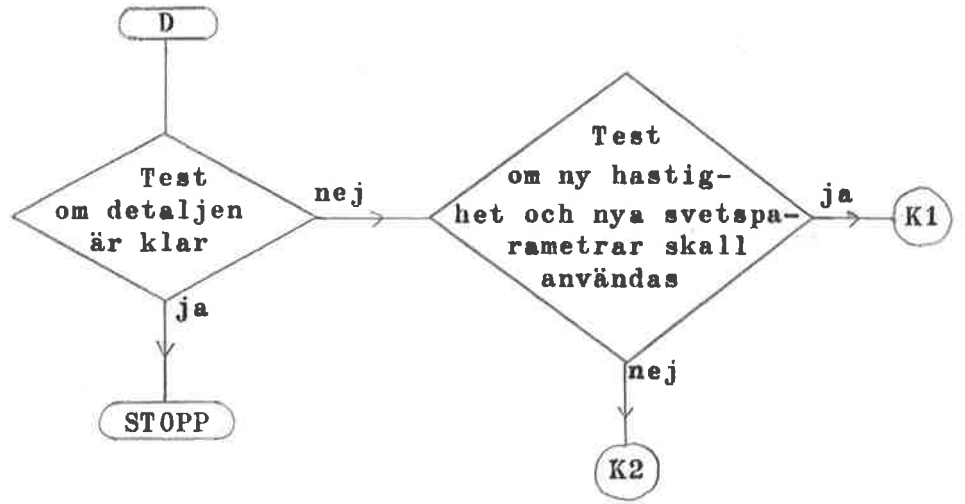 D
Test
om detaljen
är klar
nej
ja
STOPP
Test
om ny hastig-
het och nya svetspa-
rametrar skall
användas
ja
K1
nej
K2